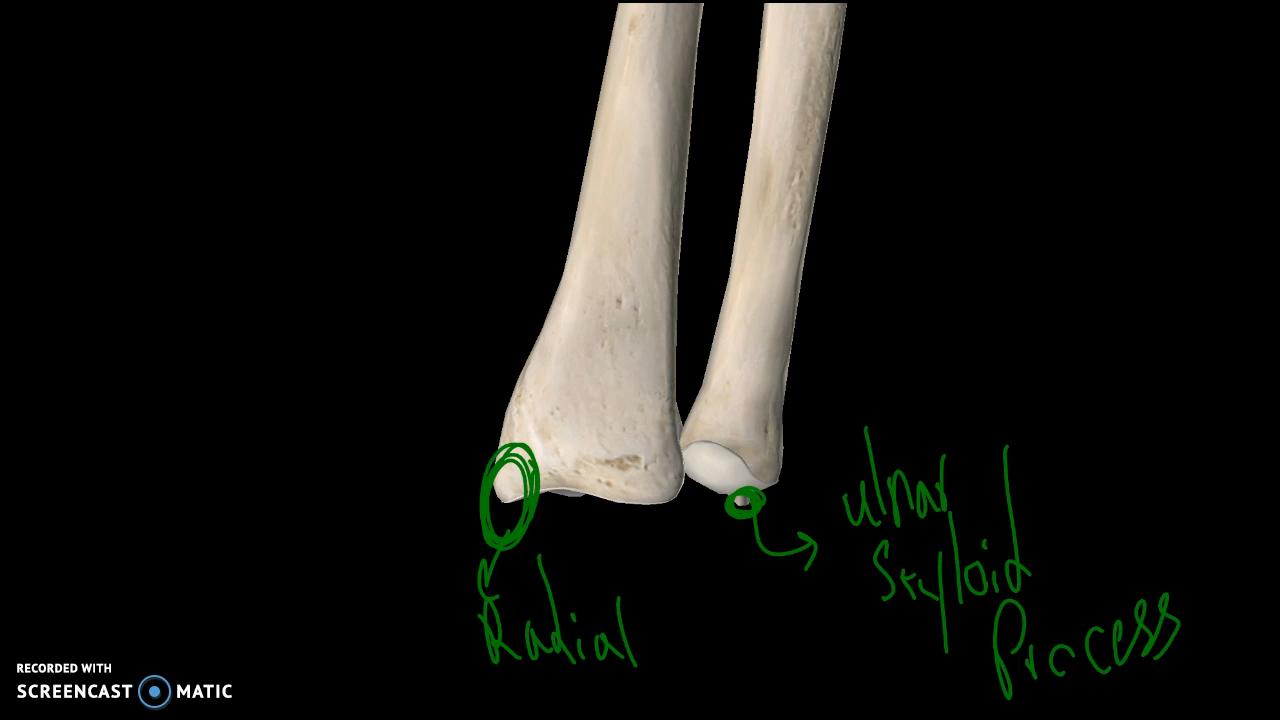 ulnar
Styloid
Process
Radial
RECORDED WITH
SCREENCAST MATIC